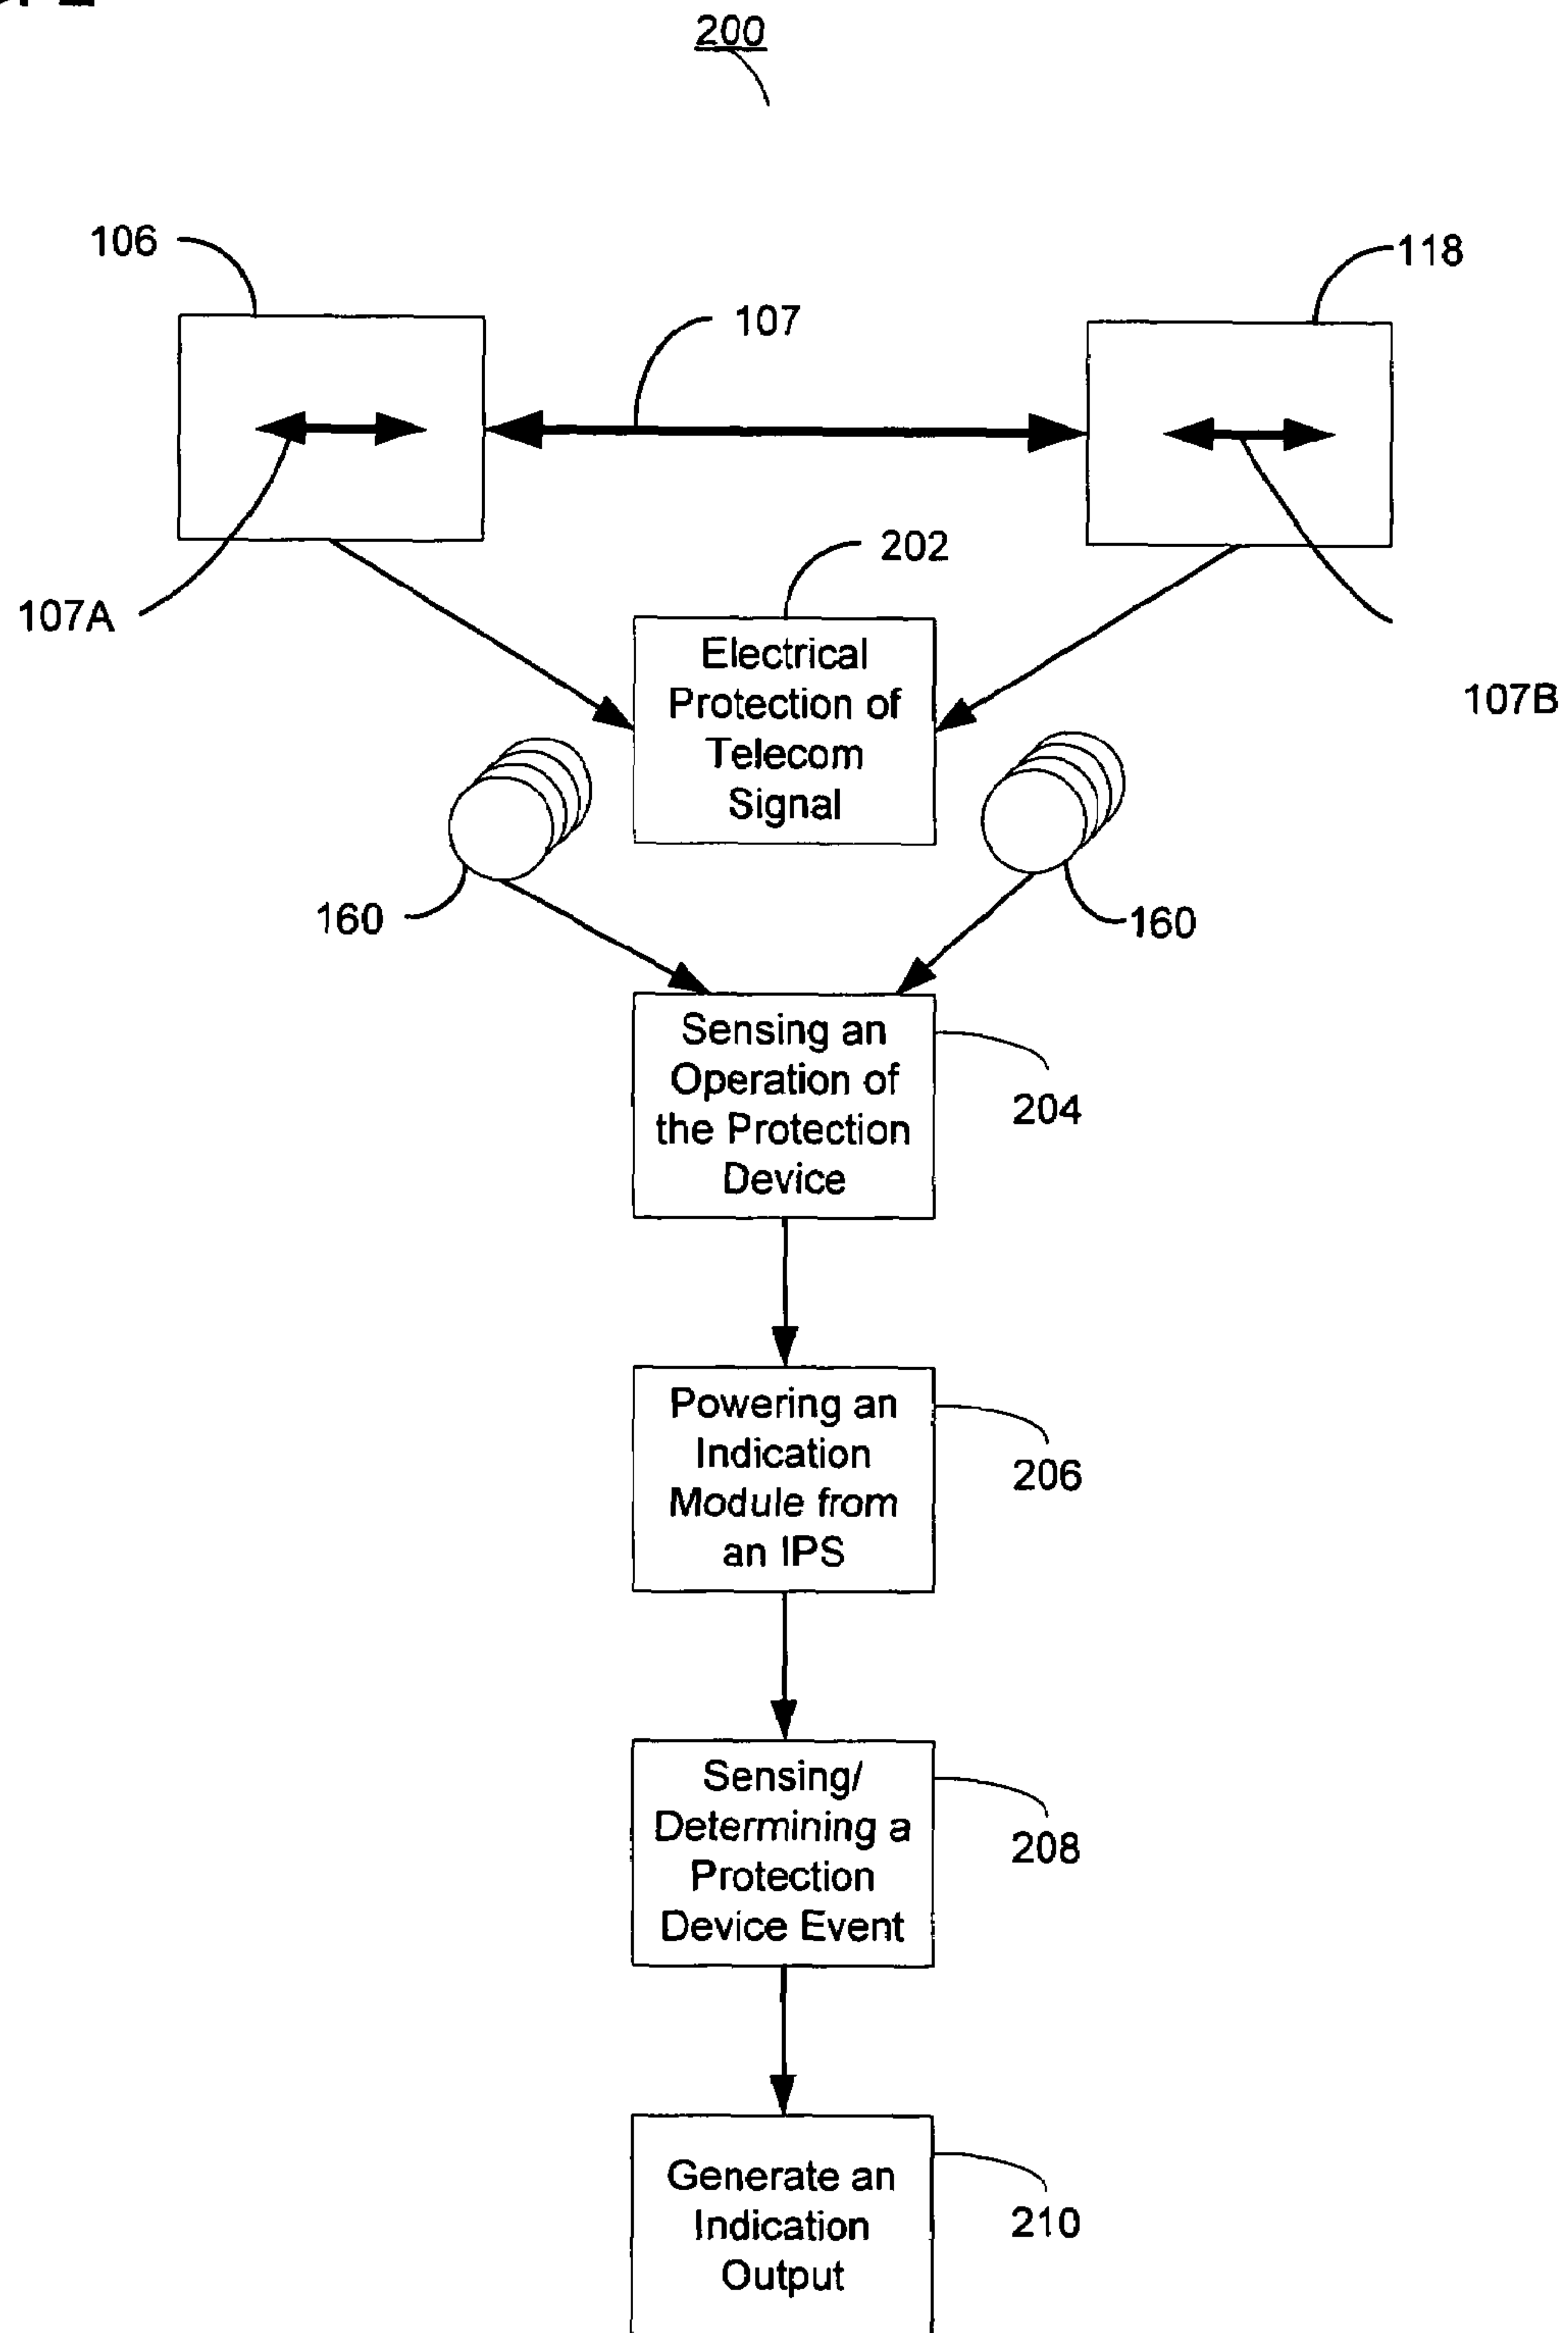 200
106
118
107
107A
202
Electrical
Protection of
Telecom
Signal
107B
160
160
Sensing an
Operation of
the Protection
Device
204
Powering an
Indication
Module from
an IPS
206
Sensing/
Determining a
Protection
Device Event
208
Generate an
Indication
Output
210